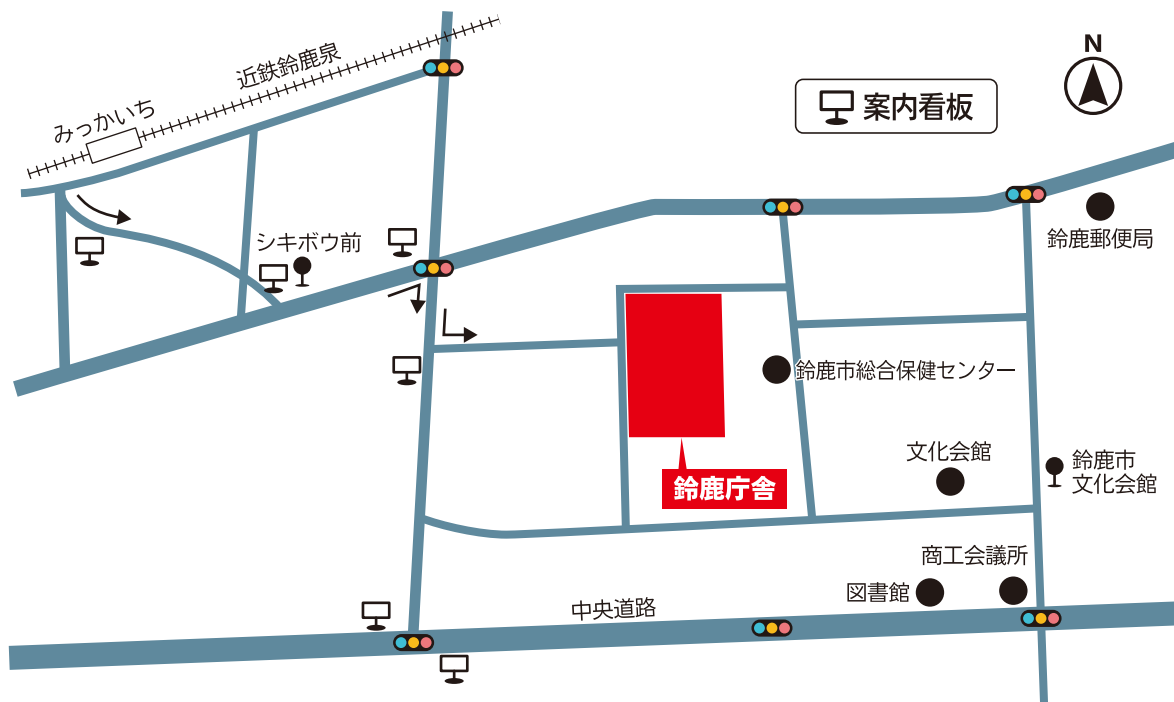 N
近鉄鈴鹿泉
案内看板
みっかいち
シキボウ前
鈴鹿郵便局
鈴鹿市総合保健センター
文化会館
鈴鹿市
文化会館
鈴鹿庁舎
商工会議所
図書館
中央道路